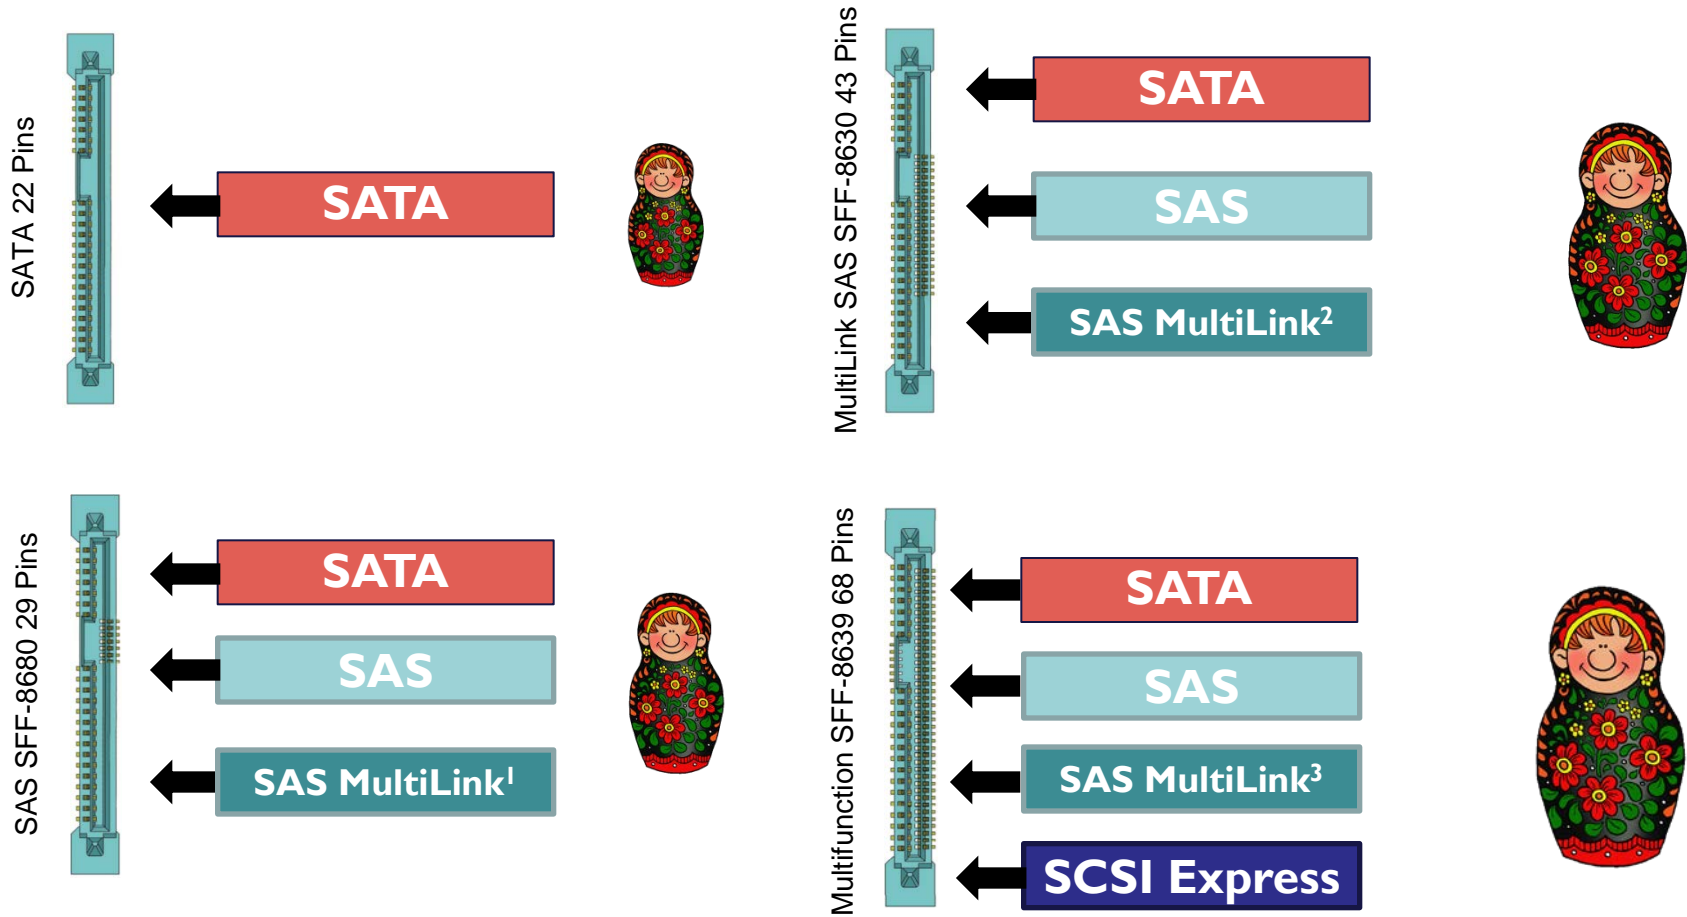 SATA 22 Pins
SATA
MultiLink SAS SFF-8630 43 Pins
SATA
SAS
SAS MultiLink²
SAS SFF-8680 29 Pins
SATA
SAS
SAS MultiLink¹
Multifunction SFF-8639 68 Pins
SATA
SAS
SAS MultiLink³
SCSI Express